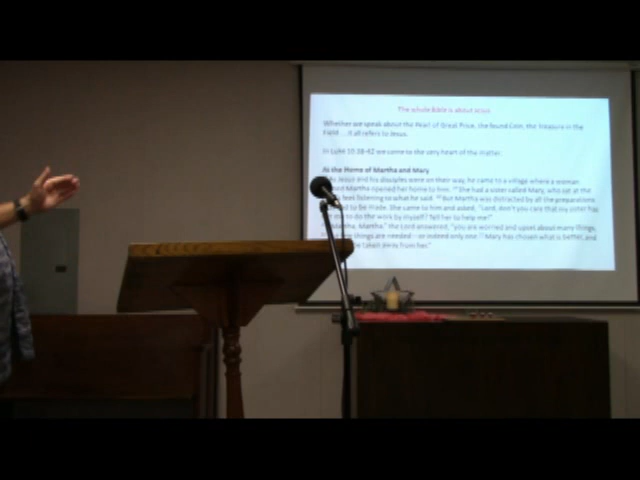 The whole Bible is about Jesus
Whether we speak about the Pearl of Great Price, the found Coin, the Treasure in the
Field ... it all refers to Jesus.
In Luke 10:38-42 we come to the very heart of the matter.
At the Home of Martha and Mary
Jesus and his disciples were on their way, he came to a village where a woman
Martha opened her home to him. She had a sister called Mary, who sat at the
feet listening to what he said. But Martha was distracted by all the preparations
to be made. She came to him and asked, "Lord, don't you care that my sister has
me to do the work by myself? Tell her to help me!"
Martha," the Lord answered, "you are worried and upset about many things,
things are needed—or indeed only one. Mary has chosen what is better, and
be taken away from her."